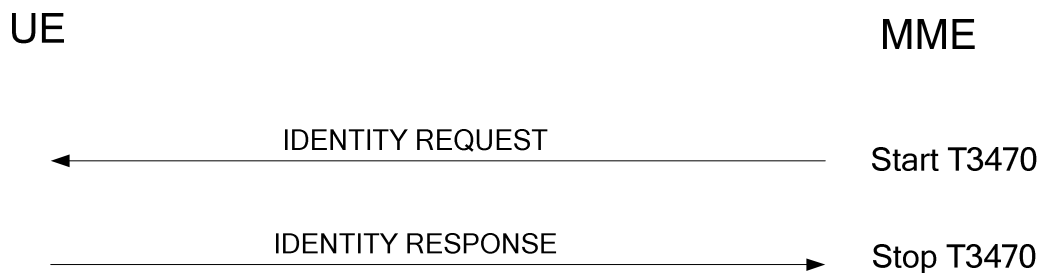 UE
MME
IDENTITY REQUEST
Start T3470
IDENTITY RESPONSE
Stop T3470